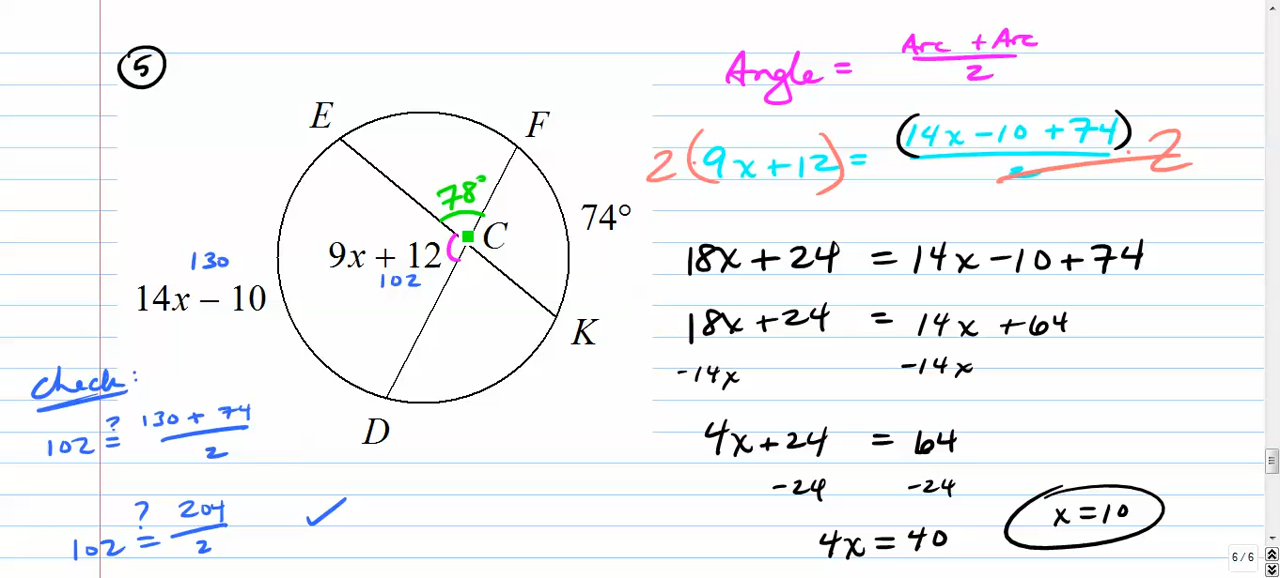 5
Angle = Arc + Arc / 2
2(9x + 12) = (14x - 10 + 74) / 2 · 2
18x + 24 = 14x - 10 + 74
18x + 24 = 14x + 64
-14x -14x
4x + 24 = 64
-24 -24
4x = 40
x = 10
E
F
78°
C
74°
9x + 12
102
130
14x – 10
K
D
check:
102 ?= 130 + 74 / 2
102 ?= 204 / 2 ✓
6/6